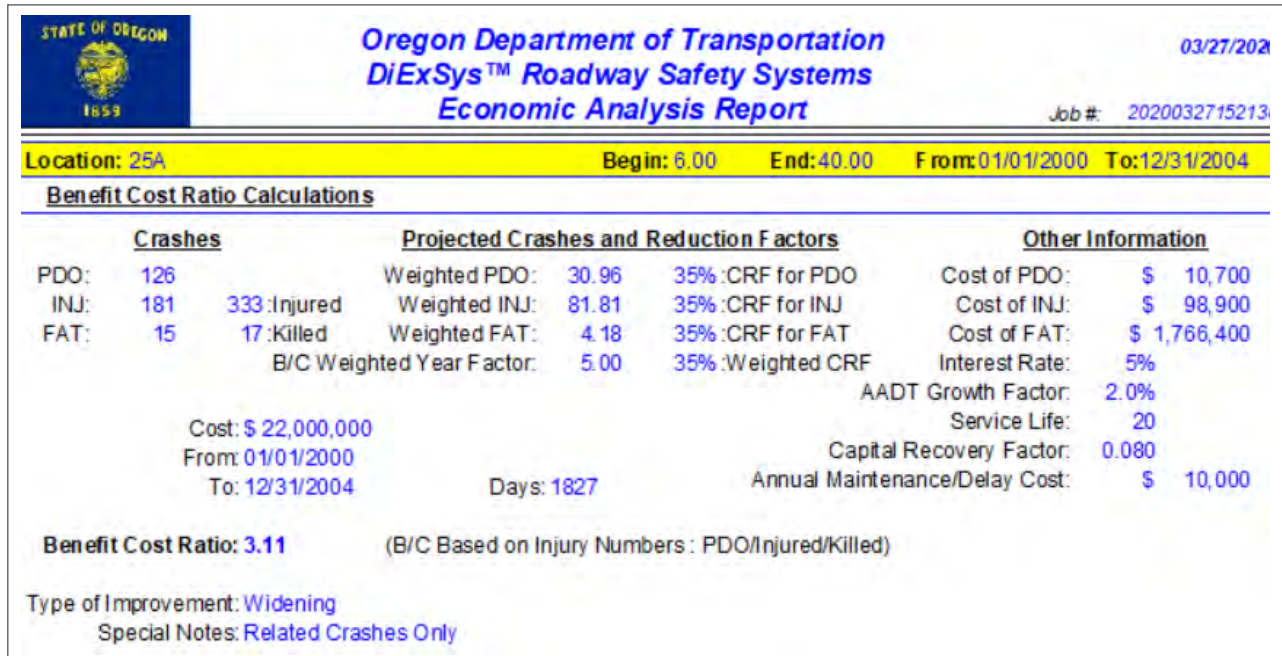 STATE OF OREGON
1859
Oregon Department of Transportation
DiExSys™ Roadway Safety Systems
Economic Analysis Report
03/27/202
Job #: 2020032715213
Location: 25A Begin: 6.00 End: 40.00 From: 01/01/2000 To: 12/31/2004
Benefit Cost Ratio Calculations
Crashes Projected Crashes and Reduction Factors Other Information
PDO: 126 Weighted PDO: 30.96 35% :CRF for PDO Cost of PDO: $ 10,700
INJ: 181 333 :Injured Weighted INJ: 81.81 35% :CRF for INJ Cost of INJ: $ 98,900
FAT: 15 17 :Killed Weighted FAT: 4.18 35% :CRF for FAT Cost of FAT: $ 1,766,400
B/C Weighted Year Factor: 5.00 35% :Weighted CRF Interest Rate: 5%
AADT Growth Factor: 2.0%
Cost: $ 22,000,000 Service Life: 20
From: 01/01/2000 Capital Recovery Factor: 0.080
To: 12/31/2004 Days: 1827 Annual Maintenance/Delay Cost: $ 10,000
Benefit Cost Ratio: 3.11 (B/C Based on Injury Numbers : PDO/Injured/Killed)
Type of Improvement: Widening
Special Notes: Related Crashes Only